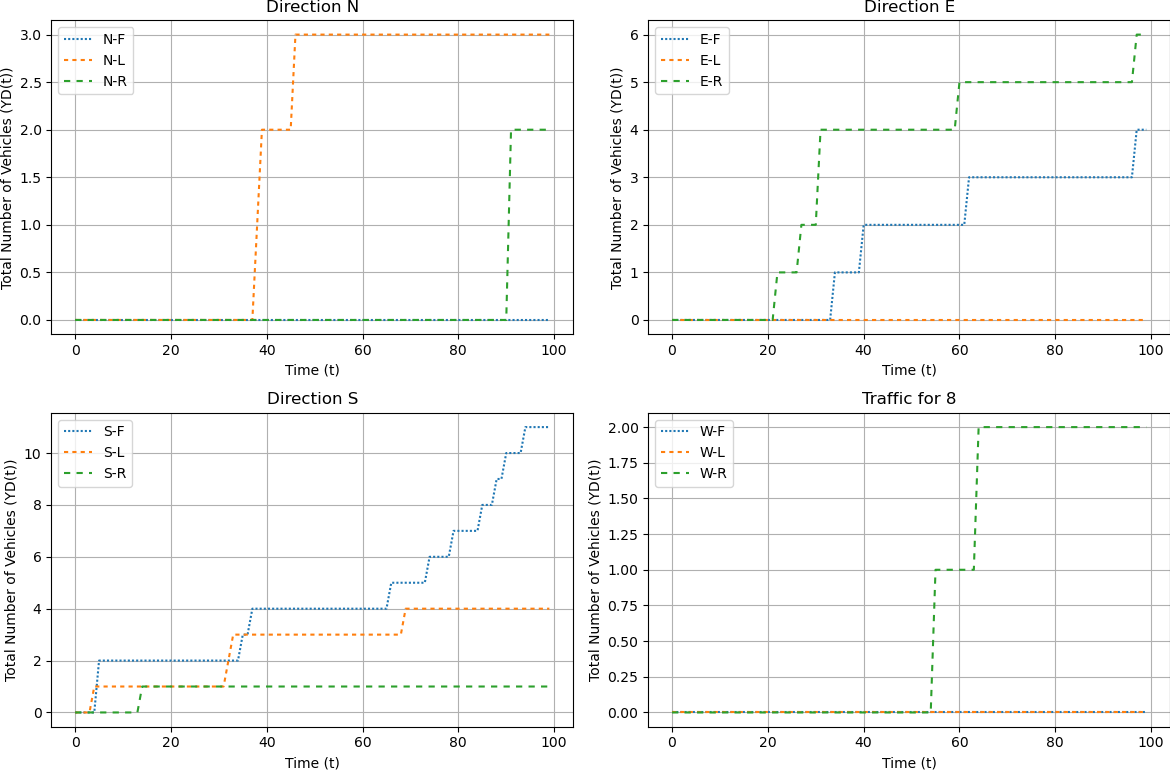 Direction N
Total Number of Vehicles (YD(t))
3.0
2.5
2.0
1.5
1.0
0.5
0.0
N-F
N-L
N-R
0 20 40 60 80 100
Time (t)
Direction E
Total Number of Vehicles (YD(t))
6
5
4
3
2
1
0
E-F
E-L
E-R
0 20 40 60 80 100
Time (t)
Direction S
Total Number of Vehicles (YD(t))
10
8
6
4
2
0
S-F
S-L
S-R
0 20 40 60 80 100
Time (t)
Traffic for 8
Total Number of Vehicles (YD(t))
2.00
1.75
1.50
1.25
1.00
0.75
0.50
0.25
0.00
W-F
W-L
W-R
0 20 40 60 80 100
Time (t)